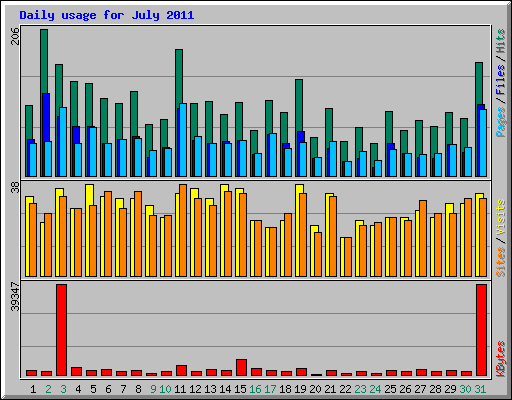 Daily usage for July 2011
206
Pages / Files / Hits
38
Sites / Visits
39347
KBytes
1 2 3 4 5 6 7 8 9 10 11 12 13 14 15 16 17 18 19 20 21 22 23 24 25 26 27 28 29 30 31